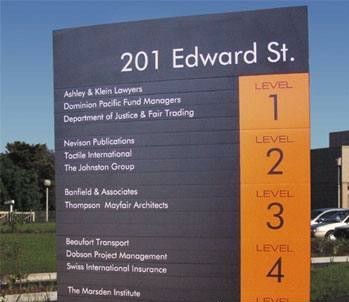 201 Edward St.
Ashley & Klein Lawyers
Dominion Pacific Fund Managers
Department of Justice & Fair Trading
LEVEL
1
Nevison Publications
Tactile International
The Johnston Group
LEVEL
2
Banfield & Associates
Thompson Mayfair Architects
LEVEL
3
Beaufort Transport
Dobson Project Management
Swiss International Insurance
LEVEL
4
The Marsden Institute